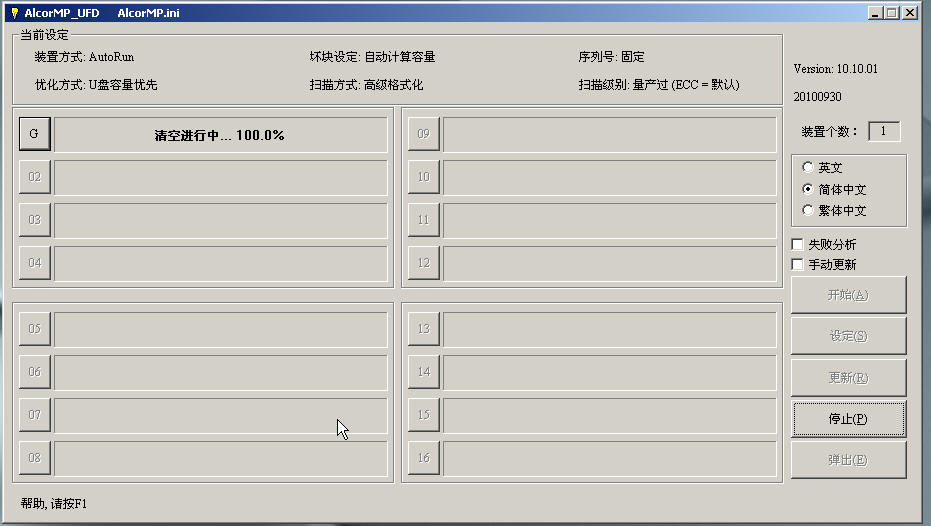 AlcorMP_UFD AlcorMP.ini
当前设定
装置方式: AutoRun
坏块设定: 自动计算容量
序列号: 固定
优化方式: U盘容量优先
扫描方式: 高级格式化
扫描级别: 量产过 (ECC = 默认)
Version: 10.10.01
20100930
装置个数： 1
英文
简体中文
繁体中文
失败分析
手动更新
开始(A)
设定(S)
更新(R)
停止(P)
弹出(E)
G 清空进行中... 100.0%
02
03
04
09
10
11
12
05
06
07
08
13
14
15
16
帮助, 请按F1